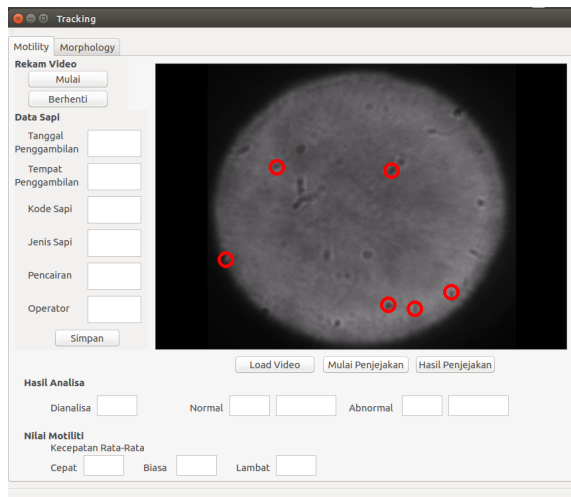 Tracking
Motility Morphology
Rekam Video
Mulai
Berhenti
Data Sapi
Tanggal
Penggambilan
Tempat
Penggambilan
Kode Sapi
Jenis Sapi
Pencairan
Operator
Simpan
Load Video Mulai Penjejakan Hasil Penjejakan
Hasil Analisa
Dianalisa Normal Abnormal
Nilai Motiliti
Kecepatan Rata-Rata
Cepat Biasa Lambat